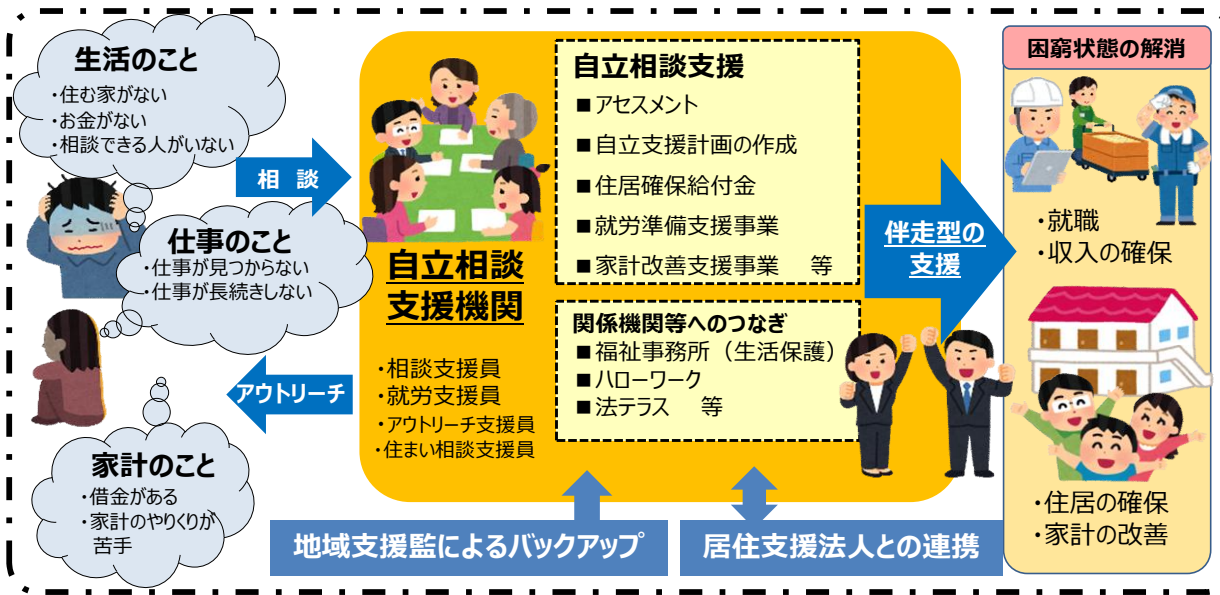 生活のこと
・住む家がない
・お金がない
・相談できる人がいない
相 談
仕事のこと
・仕事が見つからない
・仕事が長続きしない
アウトリーチ
家計のこと
・借金がある
・家計のやりくりが
苦手
自立相談
支援機関
・相談支援員
・就労支援員
・アウトリーチ支援員
・住まい相談支援員
自立相談支援
■アセスメント
■自立支援計画の作成
■住居確保給付金
■就労準備支援事業
■家計改善支援事業 等
関係機関等へのつなぎ
■福祉事務所（生活保護）
■ハローワーク
■法テラス 等
伴走型の
支援
地域支援監によるバックアップ
居住支援法人との連携
困窮状態の解消
・就職
・収入の確保
・住居の確保
・家計の改善